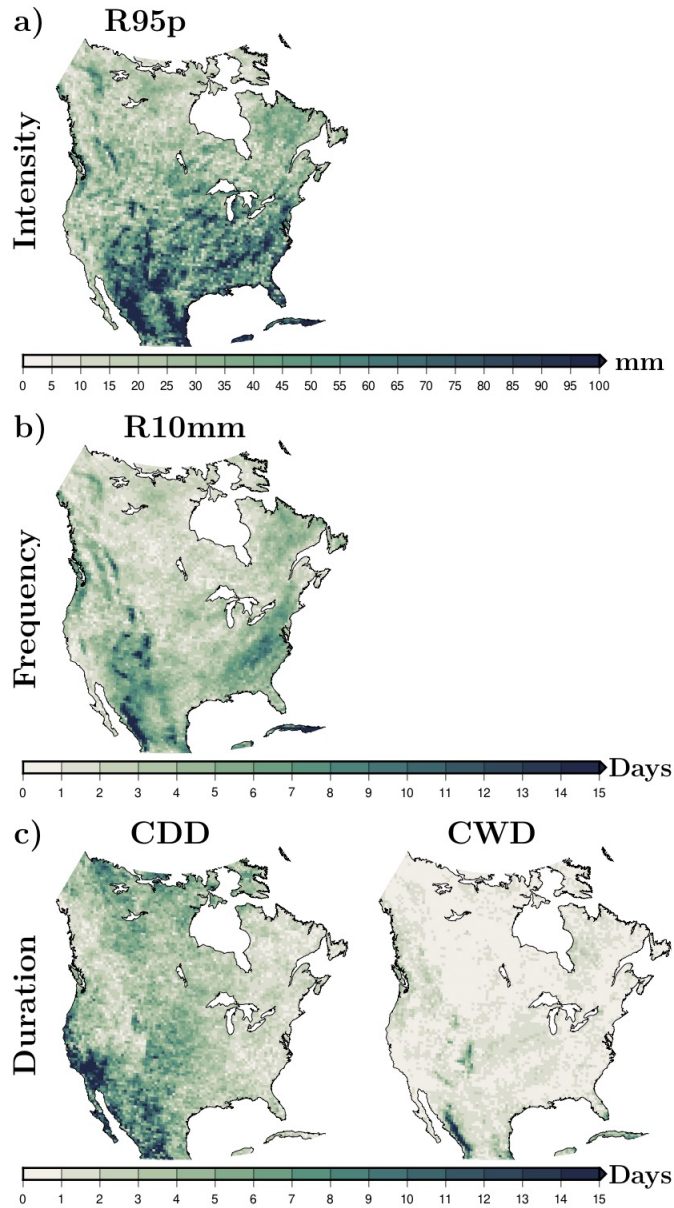 a) R95p
Intensity
0 5 10 15 20 25 30 35 40 45 50 55 60 65 70 75 80 85 90 95 100 mm
b) R10mm
Frequency
0 1 2 3 4 5 6 7 8 9 10 11 12 13 14 15 Days
c) CDD CWD
Duration
0 1 2 3 4 5 6 7 8 9 10 11 12 13 14 15 Days